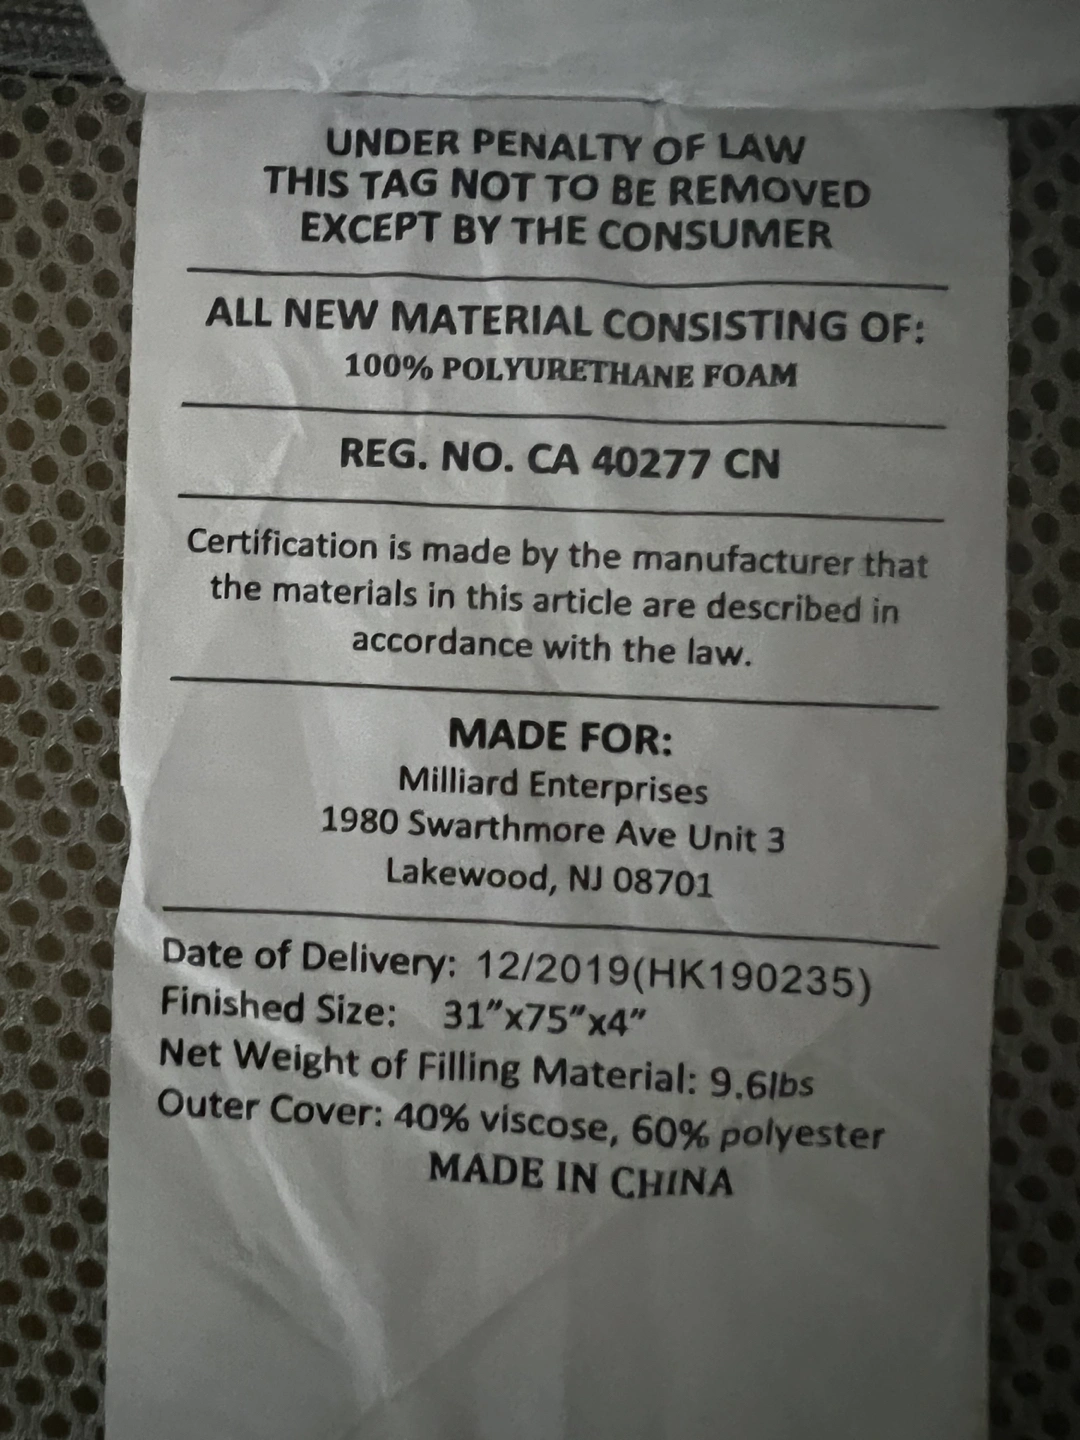 UNDER PENALTY OF LAW
THIS TAG NOT TO BE REMOVED
EXCEPT BY THE CONSUMER
ALL NEW MATERIAL CONSISTING OF:
100% POLYURETHANE FOAM
REG. NO. CA 40277 CN
Certification is made by the manufacturer that
the materials in this article are described in
accordance with the law.
MADE FOR:
Milliard Enterprises
1980 Swarthmore Ave Unit 3
Lakewood, NJ 08701
Date of Delivery: 12/2019(HK190235)
Finished Size: 31”x75”x4”
Net Weight of Filling Material: 9.6lbs
Outer Cover: 40% viscose, 60% polyester
MADE IN CHINA